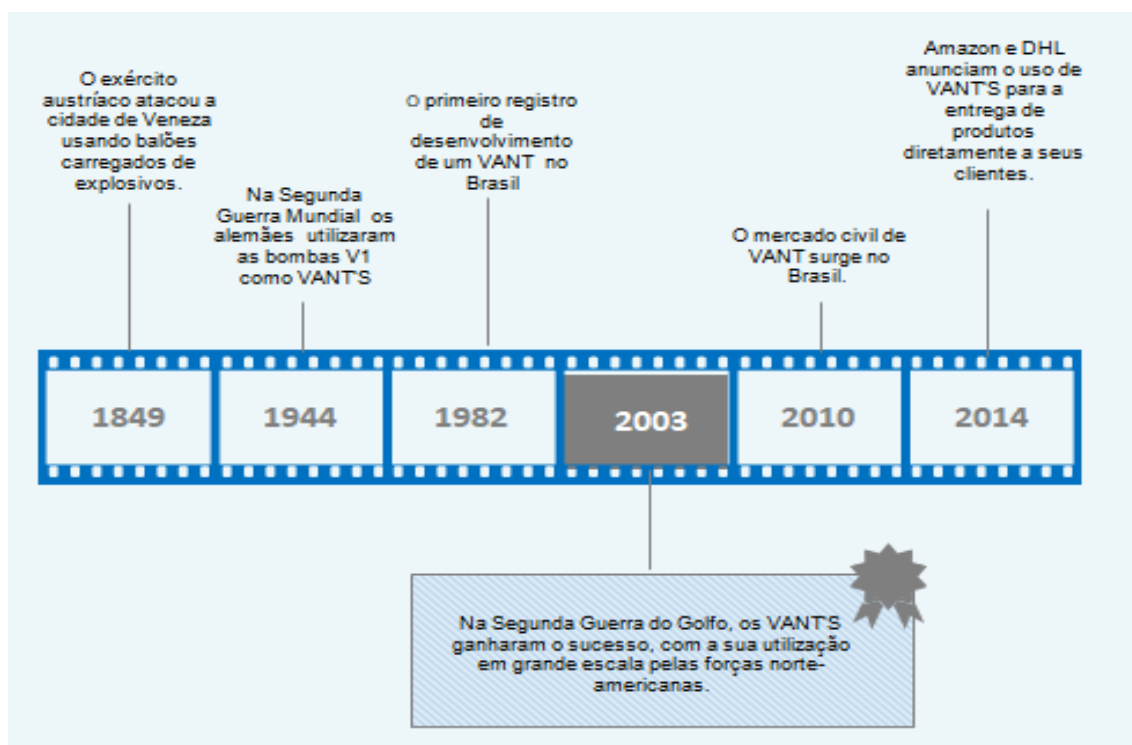 O exército
austríaco atacou a
cidade de Veneza
usando balões
carregados de
explosivos.
Na Segunda
Guerra Mundial os
alemães utilizaram
as bombas V1
como VANT'S
O primeiro registro
de
desenvolvimento
de um VANT no
Brasil
O mercado civil de
VANT surge no
Brasil.
Amazon e DHL
anunciam o uso de
VANT'S para a
entrega de
produtos
diretamente a seus
clientes.
1849
1944
1982
2003
2010
2014
Na Segunda Guerra do Golfo, os VANT'S
ganharam o sucesso, com a sua utilização
em grande escala pelas forças norte-
americanas.